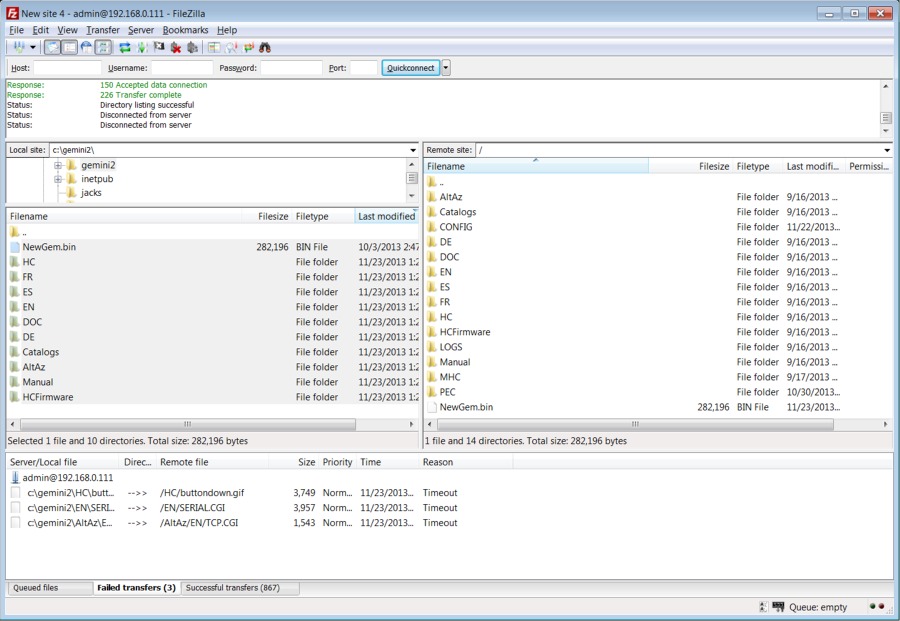 New site 4 - admin@192.168.0.111 - FileZilla
File Edit View Transfer Server Bookmarks Help
Host: Username: Password: Port: Quickconnect
Response: 150 Accepted data connection
Response: 226 Transfer complete
Status: Directory listing successful
Status: Disconnected from server
Status: Disconnected from server
Local site: c:\gemini2\
gemini2
inetpub
jacks
Filename Filesize Filetype Last modified
..
NewGem.bin 282,196 BIN File 10/3/2013 2:47
HC File folder 11/23/2013 1:2
FR File folder 11/23/2013 1:2
ES File folder 11/23/2013 1:2
EN File folder 11/23/2013 1:2
DOC File folder 11/23/2013 1:2
DE File folder 11/23/2013 1:2
Catalogs File folder 11/23/2013 1:2
AltAz File folder 11/23/2013 1:2
Manual File folder 11/23/2013 1:2
HCFirmware File folder 11/23/2013 1:2
Selected 1 file and 10 directories. Total size: 282,196 bytes
Remote site: /
Filename Filesize Filetype Last modifi... Permissi...
..
AltAz File folder 9/16/2013 ...
Catalogs File folder 9/16/2013 ...
CONFIG File folder 11/22/2013...
DE File folder 9/16/2013 ...
DOC File folder 9/16/2013 ...
EN File folder 9/16/2013 ...
ES File folder 9/16/2013 ...
FR File folder 9/16/2013 ...
HC File folder 9/16/2013 ...
HCFirmware File folder 9/16/2013 ...
LOGS File folder 9/16/2013 ...
Manual File folder 9/16/2013 ...
MHC File folder 9/17/2013 ...
PEC File folder 10/30/2013...
NewGem.bin 282,196 BIN File 11/23/2013...
1 file and 14 directories. Total size: 282,196 bytes
Server/Local file Direc... Remote file Size Priority Time Reason
admin@192.168.0.111
c:\gemini2\HC\butt... -->> /HC/buttondown.gif 3,749 Norm... 11/23/2013... Timeout
c:\gemini2\EN\SERI... -->> /EN/SERIAL.CGI 3,957 Norm... 11/23/2013... Timeout
c:\gemini2\AltAz\E... -->> /AltAz/EN/TCP.CGI 1,543 Norm... 11/23/2013... Timeout
Queued files Failed transfers (3) Successful transfers (867)
Queue: empty